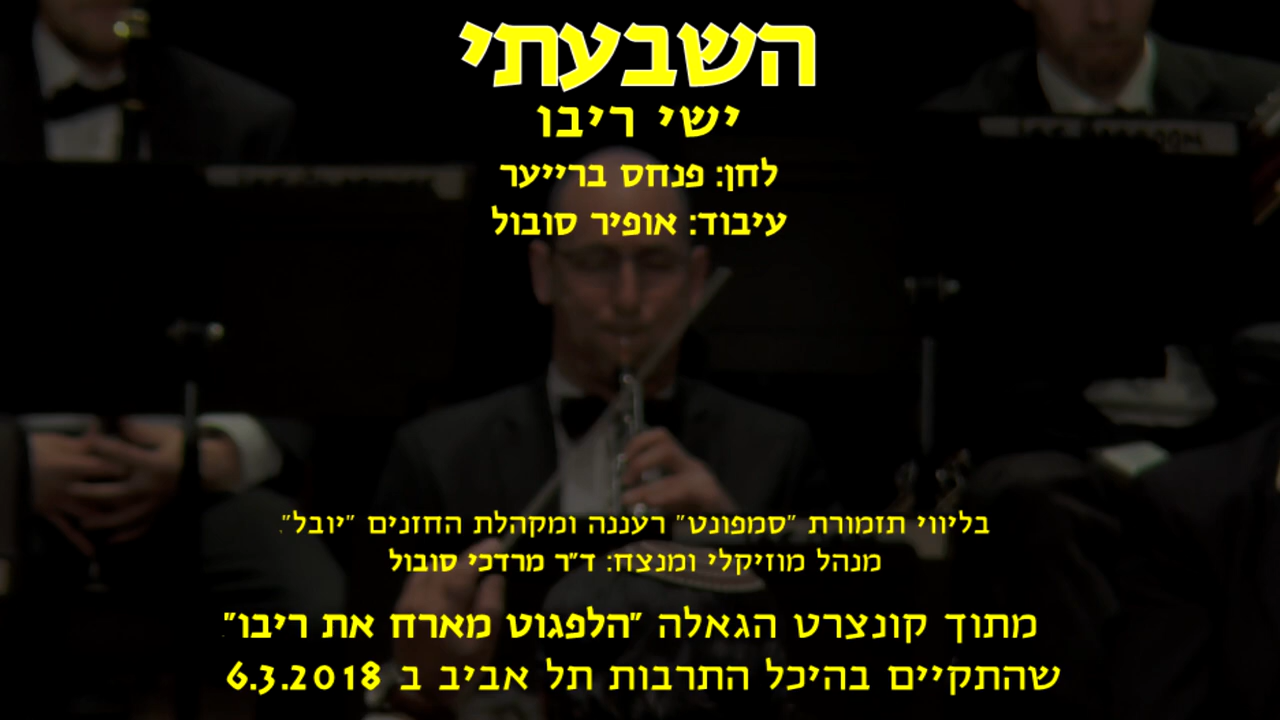 השבעתי
ישי ריבו
לחן: פנחס ברייער
עיבוד: אופיר סובול
בליווי תזמורת "סמפונט" רעננה ומקהלת החזנים "יובל".
מנהל מוזיקלי ומנצח: ד"ר מרדכי סובול
מתוך קונצרט הגאלה "הלפגוט מארח את ריבו".
שהתקיים בהיכל התרבות תל אביב ב 6.3.2018